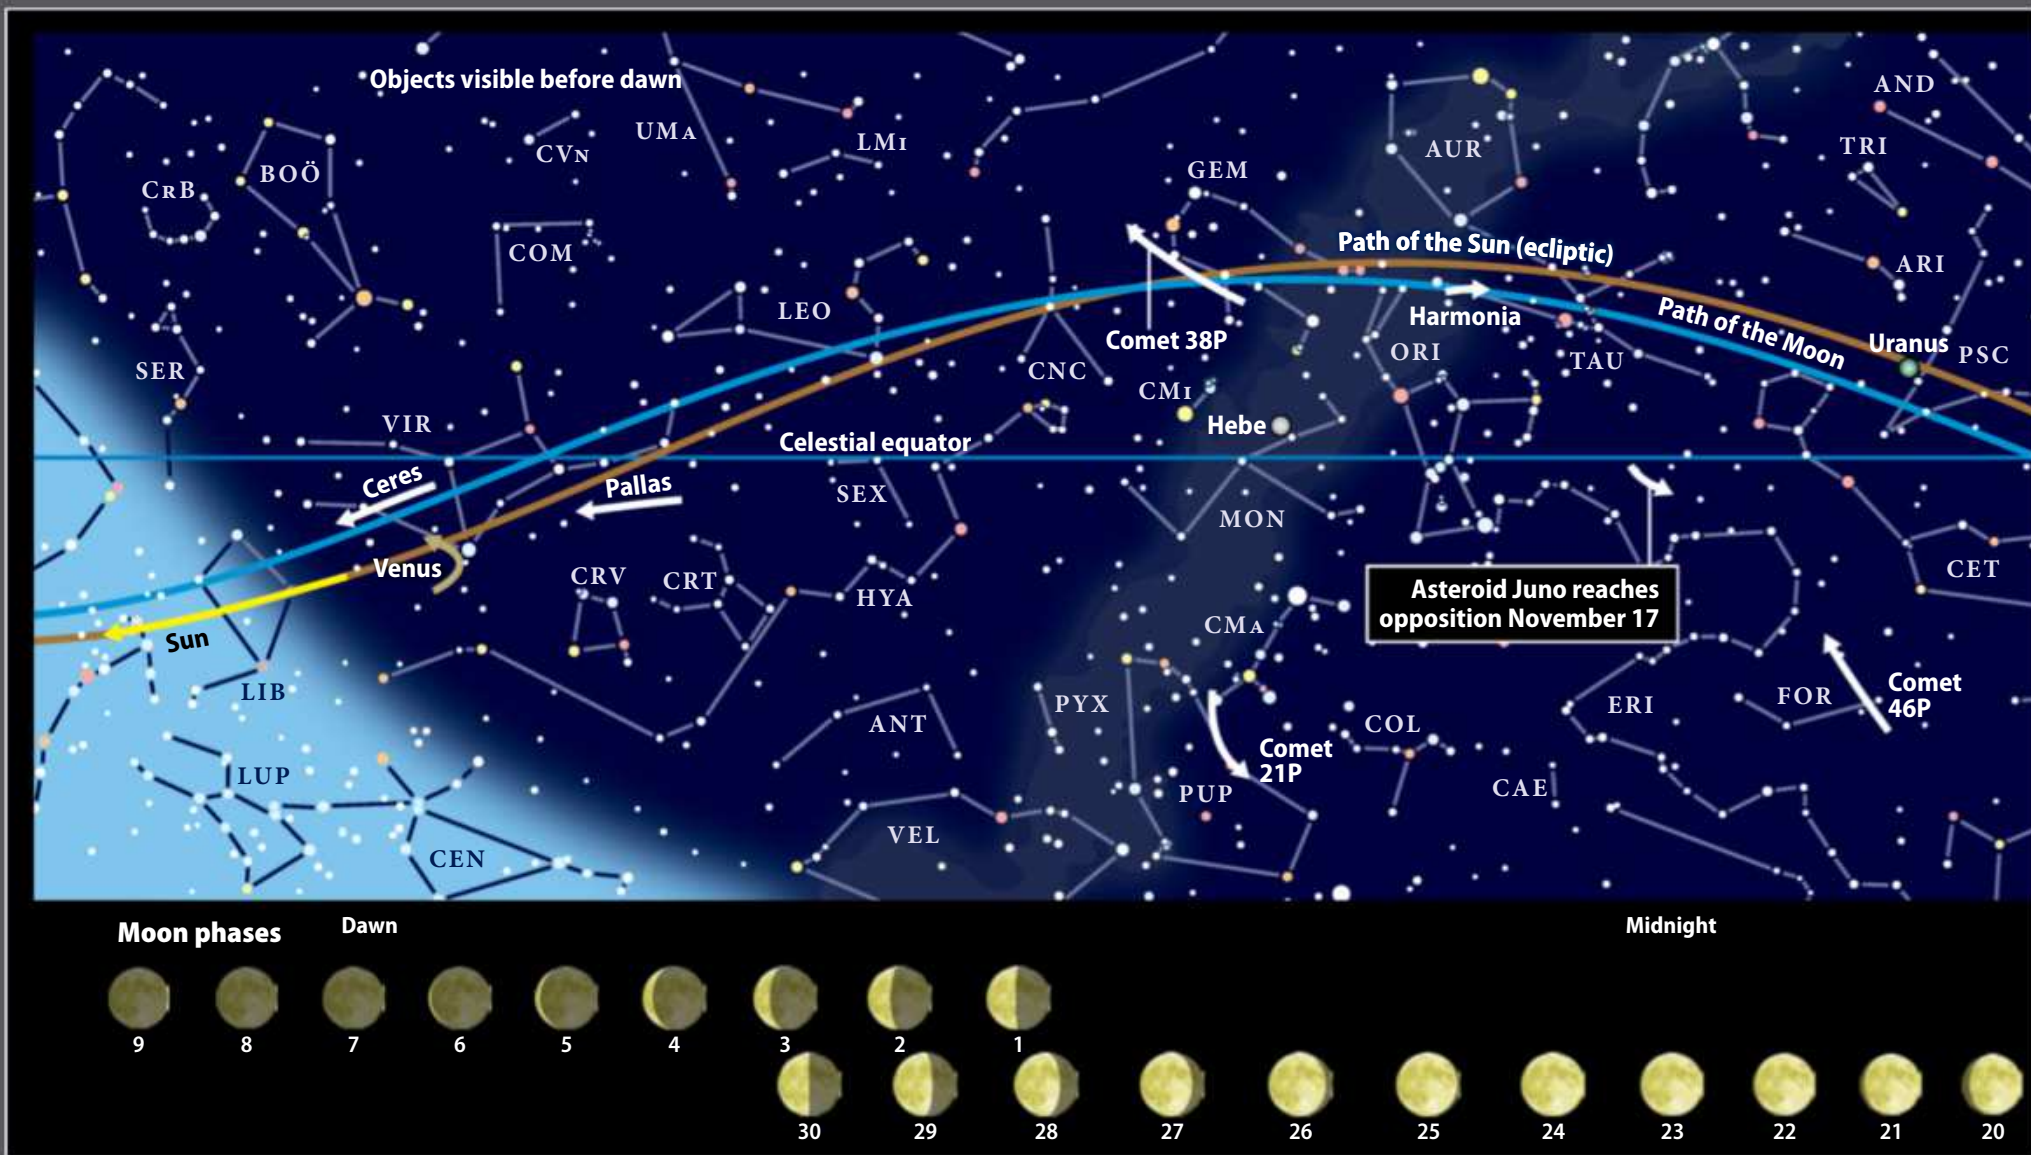 Objects visible before dawn
AND
UMA
CVN
LMI
AUR
TRI
BOÖ
CRB
GEM
COM
Path of the Sun (ecliptic)
ARI
LEO
Path of the Moon
Harmonia
Comet 38P
Uranus
PSC
ORI
TAU
SER
CNC
CMI
VIR
Hebe
Celestial equator
Ceres
Pallas
SEX
MON
Venus
CRV
CRT
HYA
CET
Asteroid Juno reaches
opposition November 17
CMA
Sun
LIB
PYX
ANT
COL
ERI
FOR
Comet
46P
Comet
21P
LUP
PUP
CAE
VEL
CEN
Moon phases
Dawn
Midnight
9 8 7 6 5 4 3 2 1
30 29 28 27 26 25 24 23 22 21 20